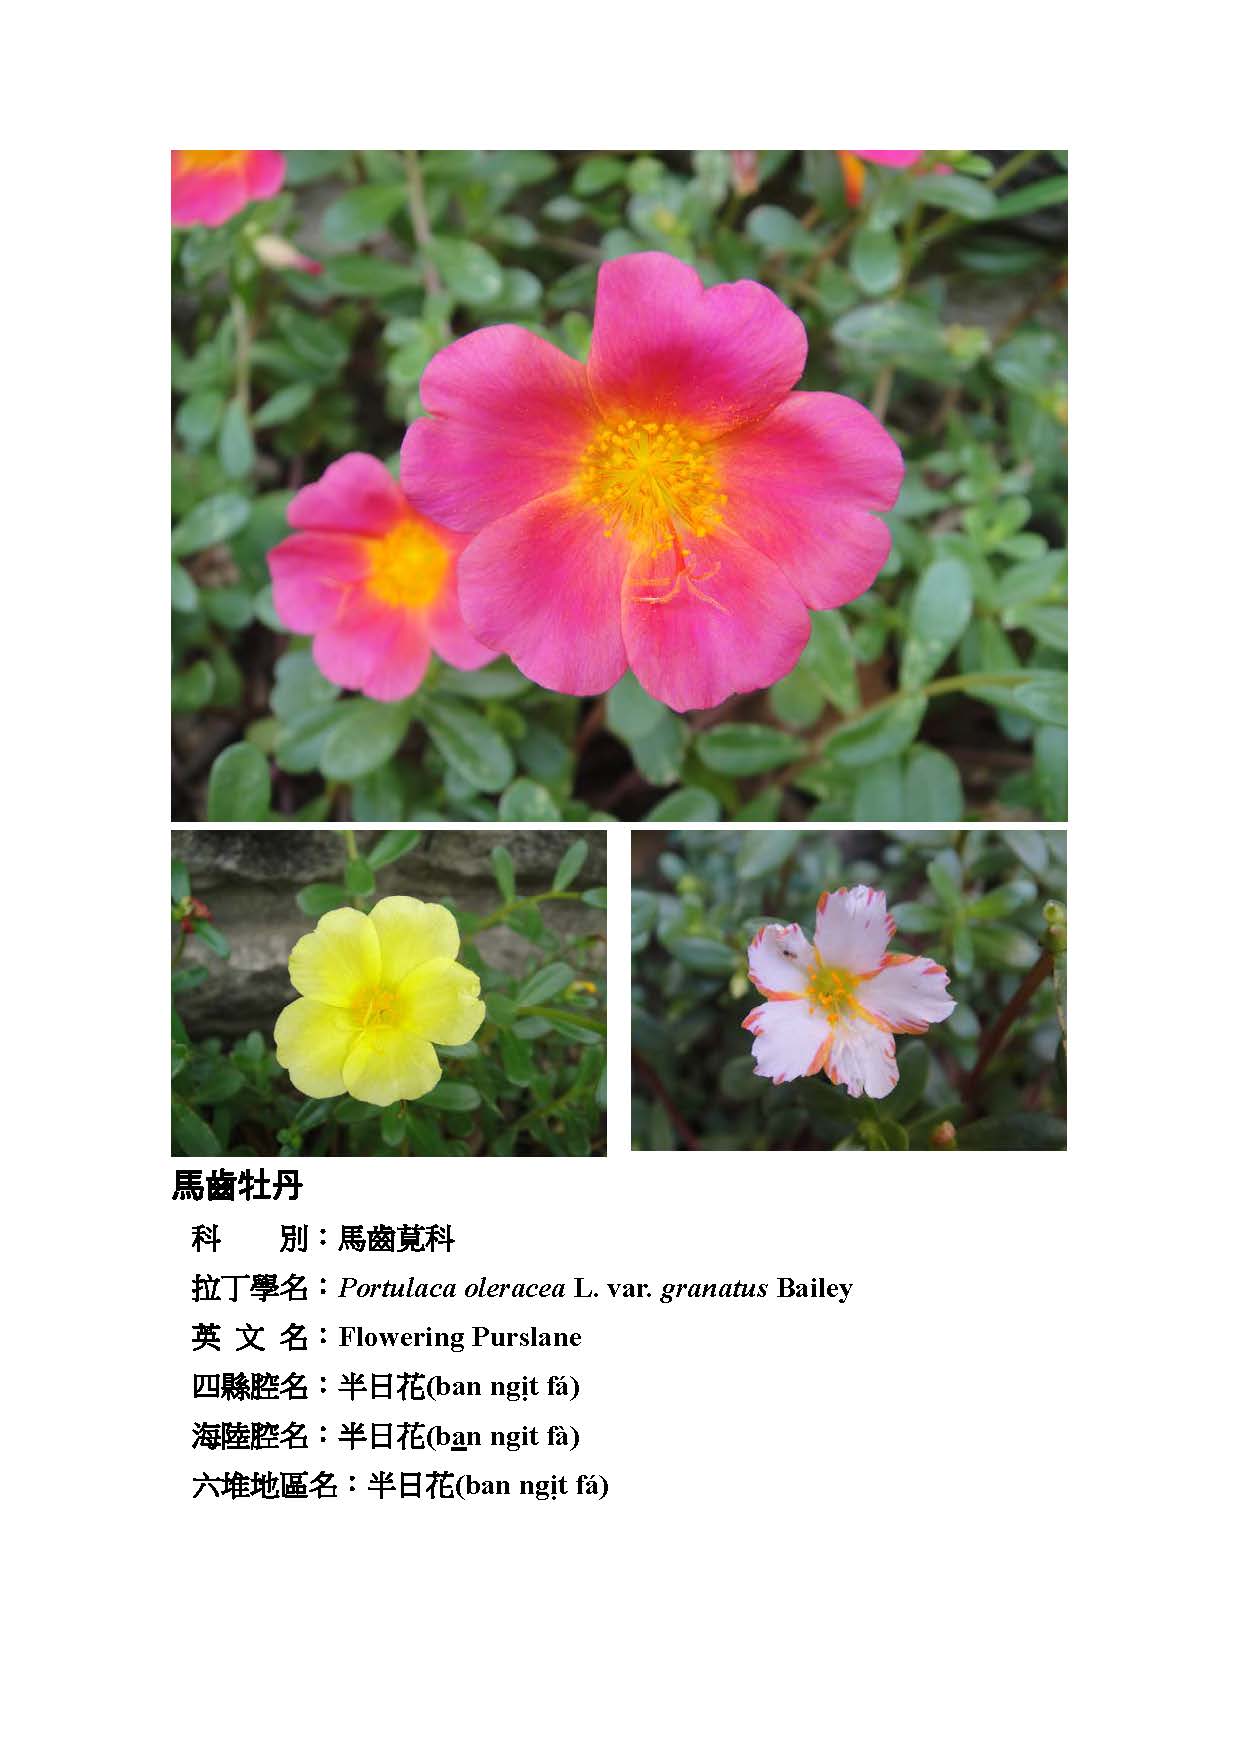 馬齒牡丹
科　　別：馬齒莧科
拉丁學名：Portulaca oleracea L. var. granatus Bailey
英 文 名：Flowering Purslane
四縣腔名：半日花(ban ngịt fá)
海陸腔名：半日花(ba̱n ngit fà)
六堆地區名：半日花(ban ngịt fá)